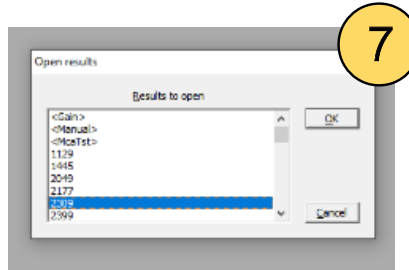 7
Open results
Results to open
<Gain>
<Manual>
<McaTst>
1129
1445
2049
2177
2309
2399
OK
Cancel